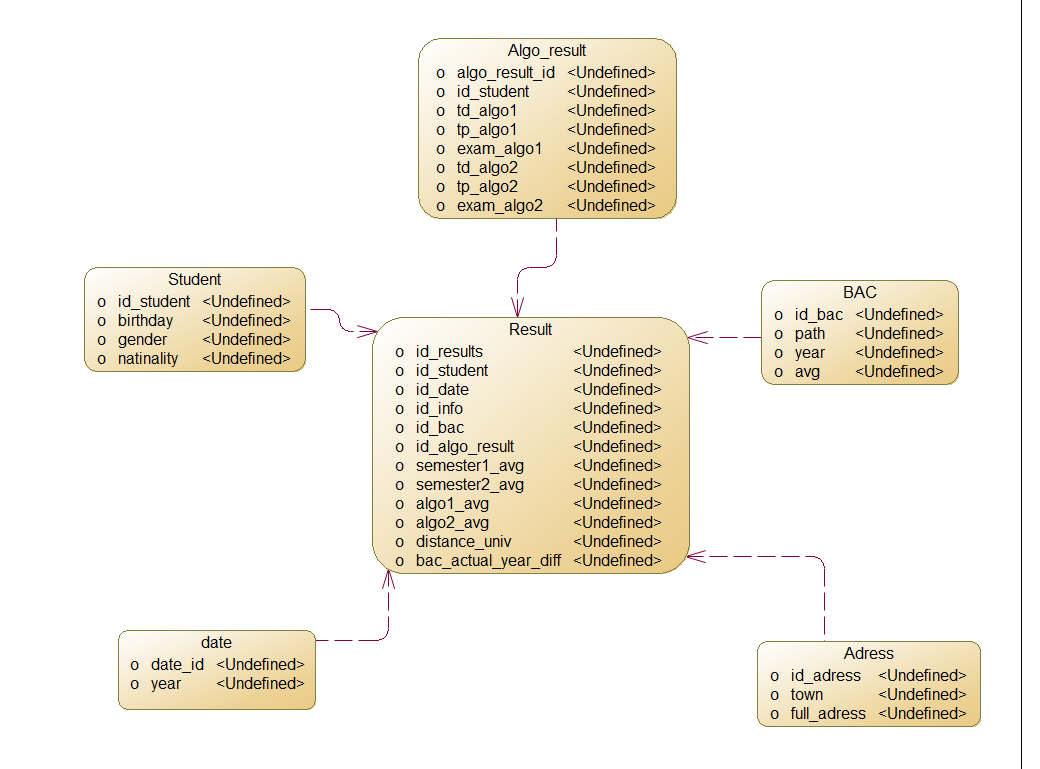 Algo_result
o algo_result_id <Undefined>
o id_student <Undefined>
o td_algo1 <Undefined>
o tp_algo1 <Undefined>
o exam_algo1 <Undefined>
o td_algo2 <Undefined>
o tp_algo2 <Undefined>
o exam_algo2 <Undefined>
Student
o id_student <Undefined>
o birthday <Undefined>
o gender <Undefined>
o natinality <Undefined>
BAC
o id_bac <Undefined>
o path <Undefined>
o year <Undefined>
o avg <Undefined>
Result
o id_results <Undefined>
o id_student <Undefined>
o id_date <Undefined>
o id_info <Undefined>
o id_bac <Undefined>
o id_algo_result <Undefined>
o semester1_avg <Undefined>
o semester2_avg <Undefined>
o algo1_avg <Undefined>
o algo2_avg <Undefined>
o distance_univ <Undefined>
o bac_actual_year_diff <Undefined>
date
o date_id <Undefined>
o year <Undefined>
Adress
o id_adress <Undefined>
o town <Undefined>
o full_adress <Undefined>